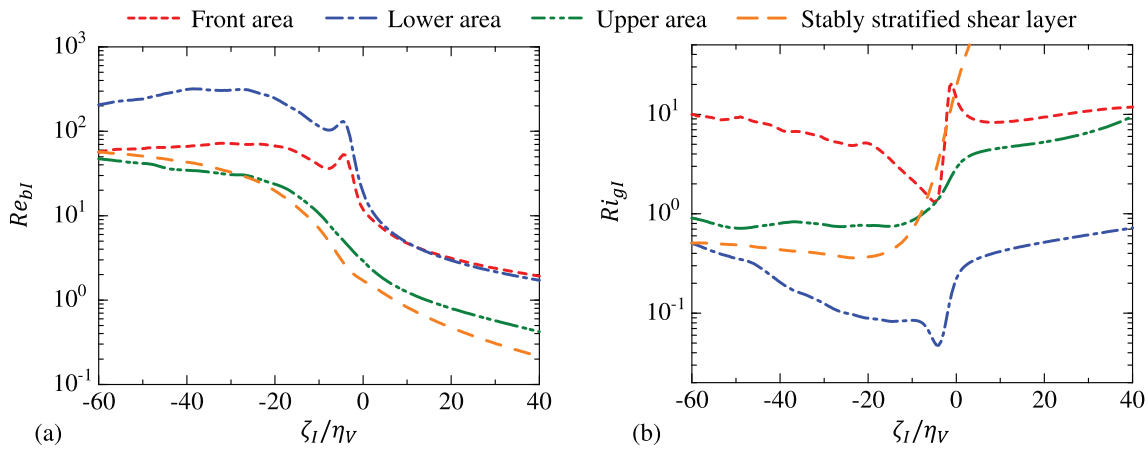 Front area Lower area Upper area Stably stratified shear layer
10³
10²
10¹
10⁰
10⁻¹
Re_bI
-60 -40 -20 0 20 40
ζ_I/η_V
(a)
10¹
10⁰
10⁻¹
Ri_gI
-60 -40 -20 0 20 40
ζ_I/η_V
(b)